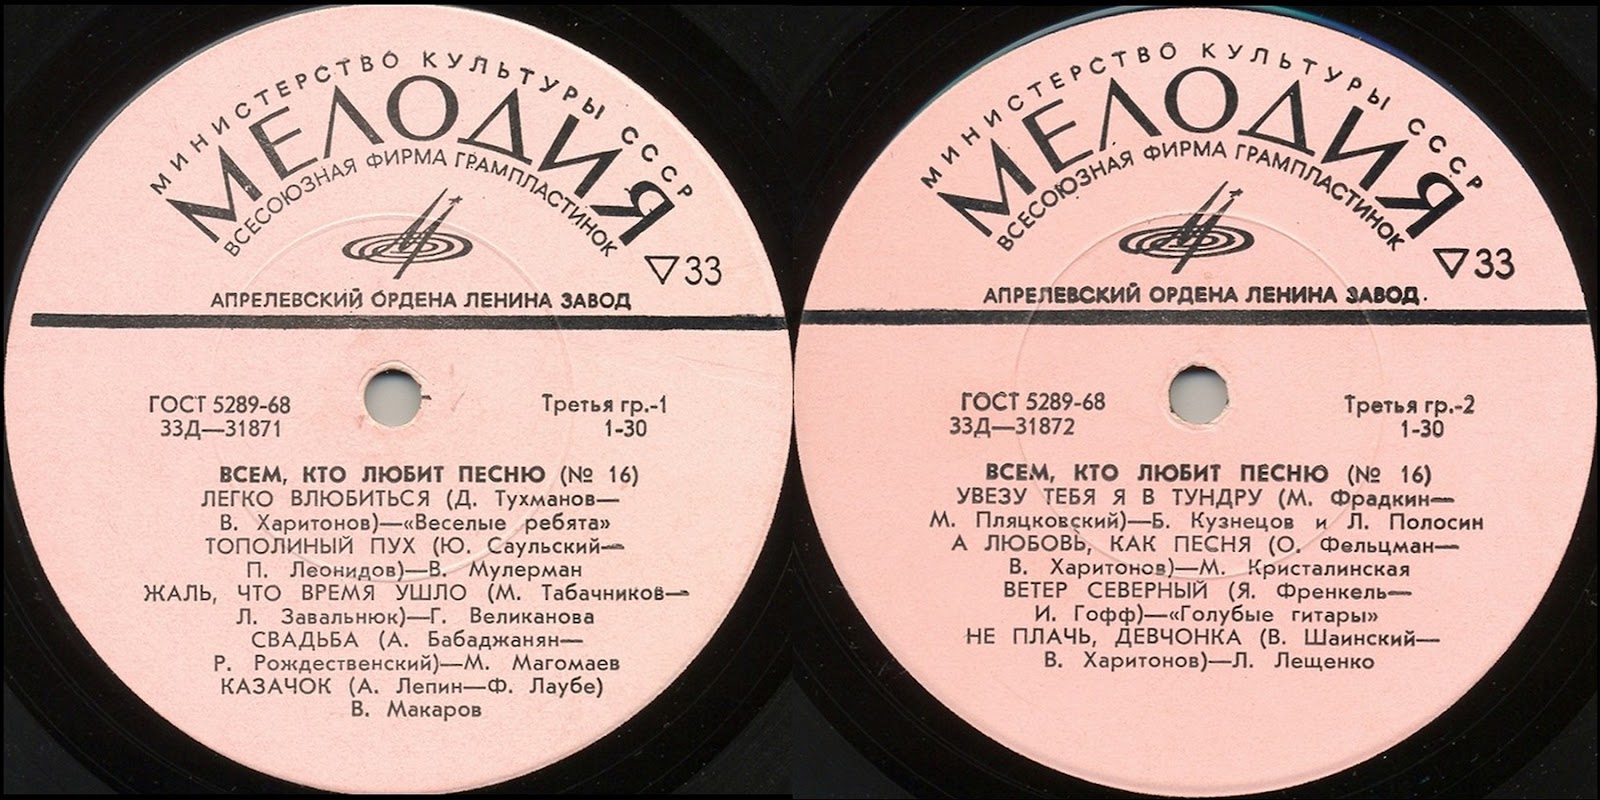 МИНИСТЕРСТВО КУЛЬТУРЫ СССР
МЕЛОДИЯ
ВСЕСОЮЗНАЯ ФИРМА ГРАМПЛАСТИНОК
▽33
АПРЕЛЕВСКИЙ ОРДЕНА ЛЕНИНА ЗАВОД
ГОСТ 5289-68
33Д—31871
Третья гр.-1
1-30
ВСЕМ, КТО ЛЮБИТ ПЕСНЮ (№ 16)
ЛЕГКО ВЛЮБИТЬСЯ (Д. Тухманов—
В. Харитонов)—«Веселые ребята»
ТОПОЛИНЫЙ ПУХ (Ю. Саульский—
П. Леонидов)—В. Мулерман
ЖАЛЬ, ЧТО ВРЕМЯ УШЛО (М. Табачников—
Л. Завальнюк)—Г. Великанова
СВАДЬБА (А. Бабаджанян—
Р. Рождественский)—М. Магомаев
КАЗАЧОК (А. Лепин—Ф. Лаубе)
В. Макаров
МИНИСТЕРСТВО КУЛЬТУРЫ СССР
МЕЛОДИЯ
ВСЕСОЮЗНАЯ ФИРМА ГРАМПЛАСТИНОК
▽33
АПРЕЛЕВСКИЙ ОРДЕНА ЛЕНИНА ЗАВОД.
ГОСТ 5289-68
33Д—31872
Третья гр.-2
1-30
ВСЕМ, КТО ЛЮБИТ ПЕСНЮ (№ 16)
УВЕЗУ ТЕБЯ Я В ТУНДРУ (М. Фрадкин—
М. Пляцковский)—Б. Кузнецов и Л. Полосин
А ЛЮБОВЬ, КАК ПЕСНЯ (О. Фельцман—
В. Харитонов)—М. Кристалинская
ВЕТЕР СЕВЕРНЫЙ (Я. Френкель—
И. Гофф)—«Голубые гитары»
НЕ ПЛАЧЬ, ДЕВЧОНКА (В. Шаинский—
В. Харитонов)—Л. Лещенко